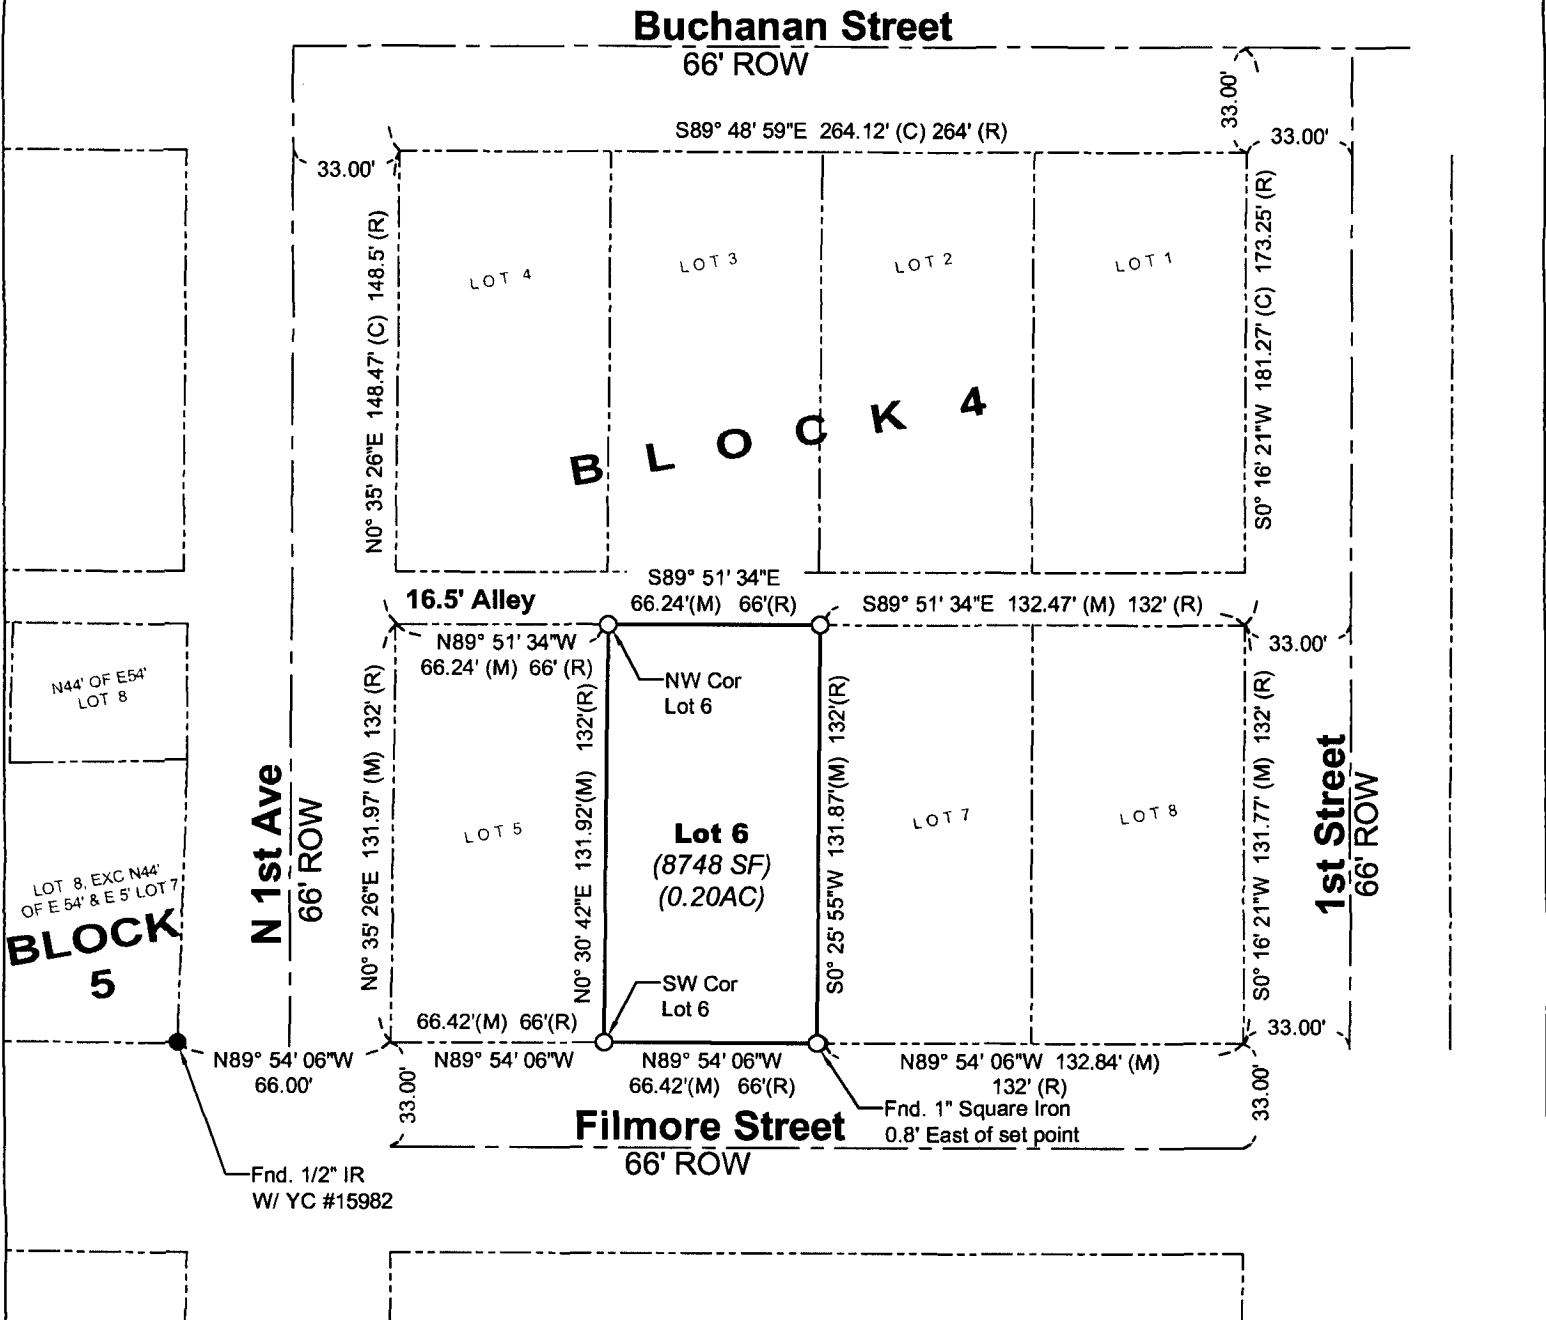 Buchanan Street
66' ROW
33.00'
S89° 48' 59"E 264.12' (C) 264' (R)
33.00'
33.00'
N0° 35' 26"E 148.47' (C) 148.5' (R)
LOT 4
LOT 3
LOT 2
LOT 1
S0° 16' 21"W 181.27' (C) 173.25' (R)
BLOCK 4
S89° 51' 34"E
66.24'(M) 66'(R)
16.5' Alley
S89° 51' 34"E 132.47' (M) 132' (R)
N89° 51' 34"W
66.24' (M) 66' (R)
33.00'
N44' OF E54'
LOT 8
NW Cor
Lot 6
N 1st Ave
66' ROW
N0° 35' 26"E 131.97' (M) 132' (R)
LOT 5
N0° 30' 42"E 131.92'(M) 132'(R)
Lot 6
(8748 SF)
(0.20AC)
S0° 25' 55"W 131.87'(M) 132'(R)
LOT 7
LOT 8
S0° 16' 21"W 131.77' (M) 132' (R)
1st Street
66' ROW
LOT 8, EXC N44'
OF E 54' & E 5' LOT 7
BLOCK
5
SW Cor
Lot 6
66.42'(M) 66'(R)
33.00'
N89° 54' 06"W
66.00'
N89° 54' 06"W
N89° 54' 06"W
66.42'(M) 66'(R)
N89° 54' 06"W 132.84' (M)
132' (R)
33.00'
33.00'
Fnd. 1" Square Iron
0.8' East of set point
Filmore Street
66' ROW
Fnd. 1/2" IR
W/ YC #15982